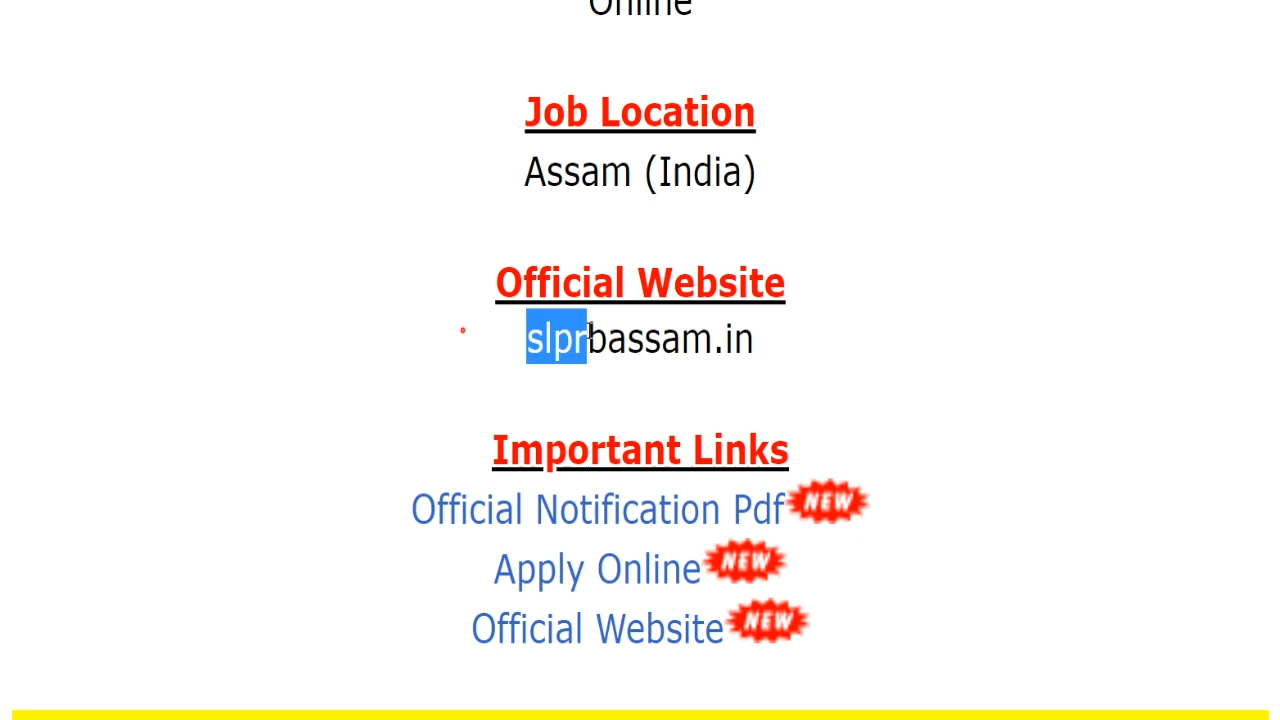 Online
Job Location
Assam (India)
Official Website
slprbassam.in
Important Links
Official Notification Pdf NEW
Apply Online NEW
Official Website NEW